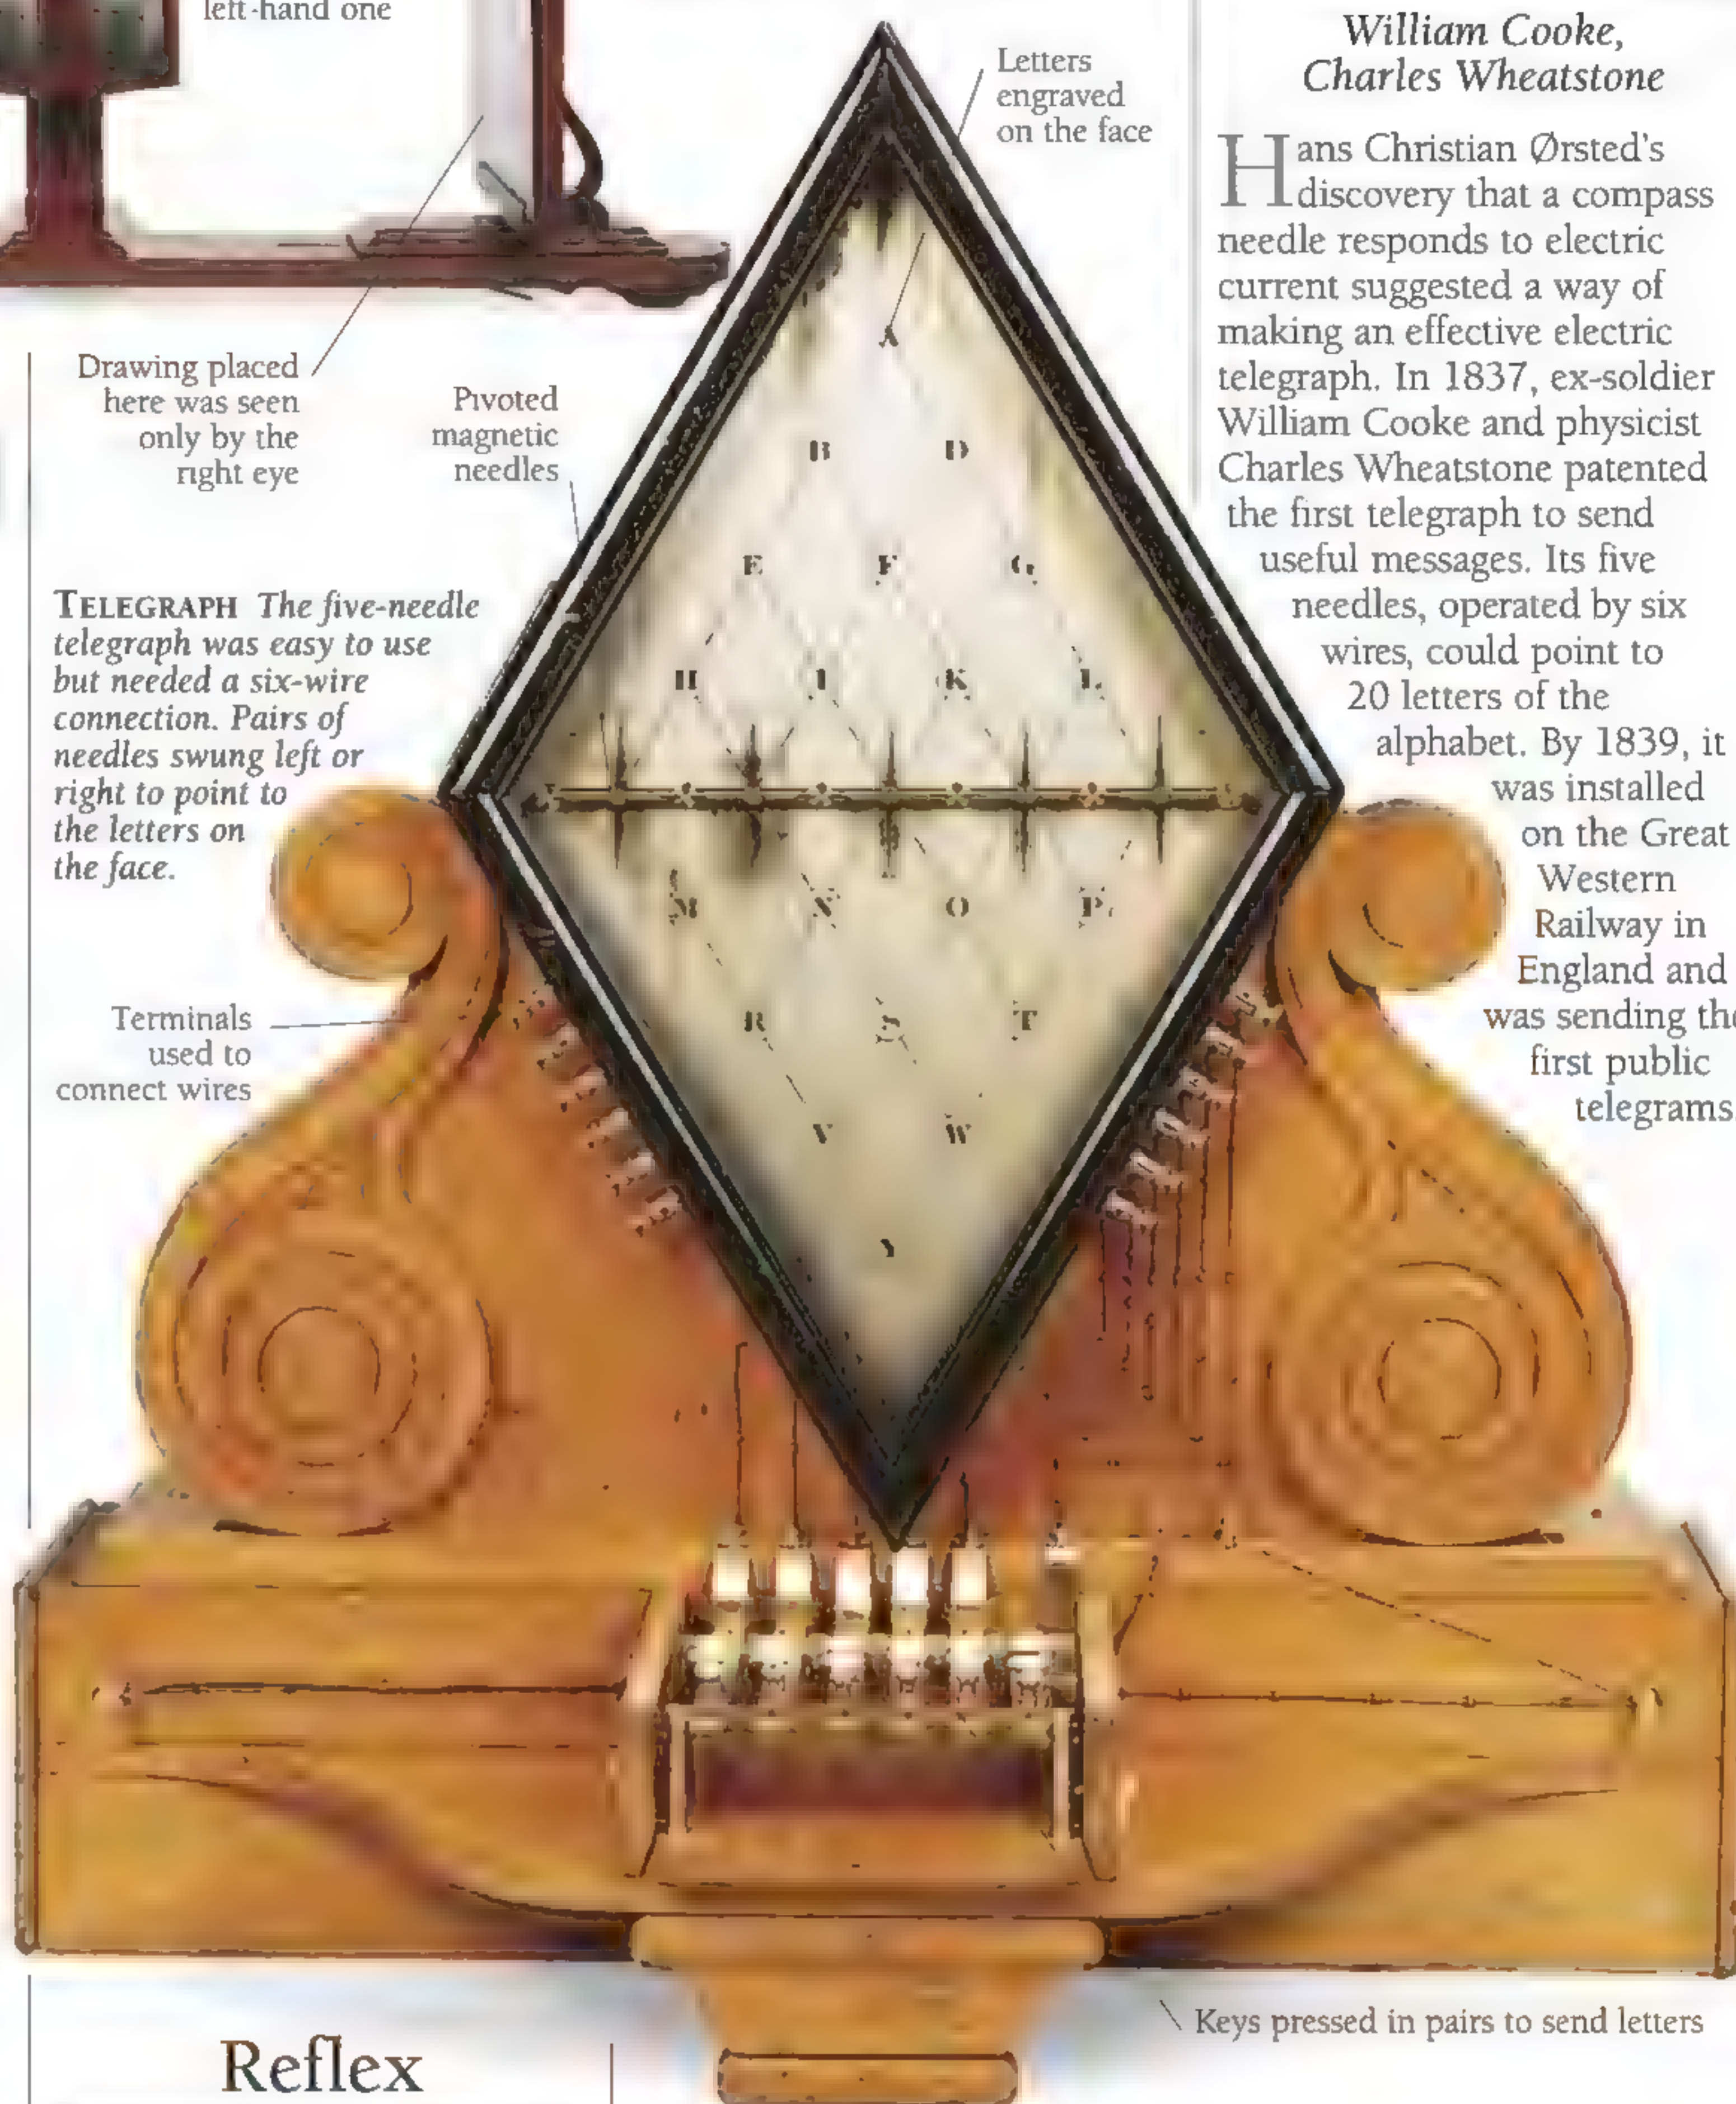 left-hand one
Drawing placed
here was seen
only by the
right eye
Pivoted
magnetic
needles
Letters
engraved
on the face
TELEGRAPH The five-needle
telegraph was easy to use
but needed a six-wire
connection. Pairs of
needles swung left or
right to point to
the letters on
the face.
Terminals
used to
connect wires
A
B D
E F G
H I K L
M N O P
R S T
V W
Y
William Cooke,
Charles Wheatstone
Hans Christian Ørsted's
discovery that a compass
needle responds to electric
current suggested a way of
making an effective electric
telegraph. In 1837, ex-soldier
William Cooke and physicist
Charles Wheatstone patented
the first telegraph to send
useful messages. Its five
needles, operated by six
wires, could point to
20 letters of the
alphabet. By 1839, it
was installed
on the Great
Western
Railway in
England and
was sending the
first public
telegrams
Keys pressed in pairs to send letters
Reflex